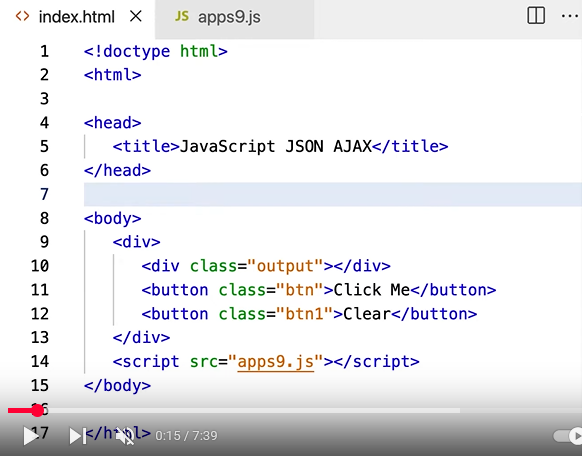 index.html
JS apps9.js
1 <!doctype html>
2 <html>
3
4 <head>
5 <title>JavaScript JSON AJAX</title>
6 </head>
7
8 <body>
9 <div>
10 <div class="output"></div>
11 <button class="btn">Click Me</button>
12 <button class="btn1">Clear</button>
13 </div>
14 <script src="apps9.js"></script>
15 </body>
16
17 </html>
0:15 / 7:39